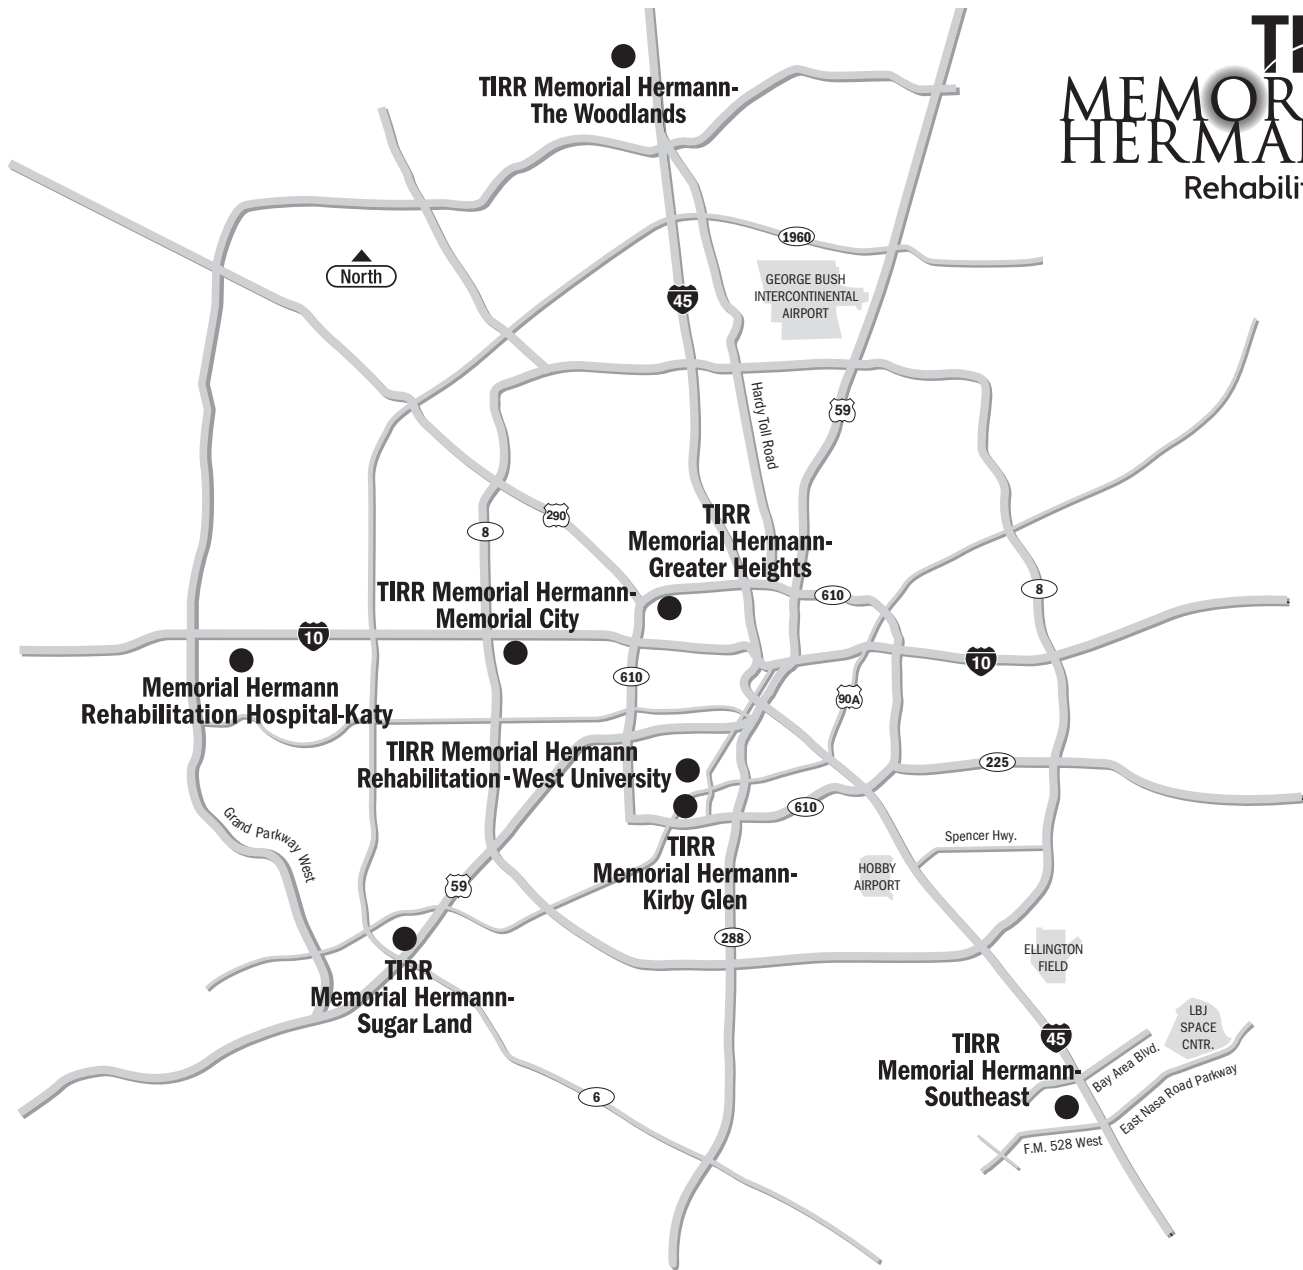 TIRR Memorial Hermann-
The Woodlands
MEMOR
HERMA
Rehabili
1960
North
GEORGE BUSH
INTERCONTINENTAL
AIRPORT
45
Hardy Toll Road
59
290
8
TIRR
Memorial Hermann-
Greater Heights
TIRR Memorial Hermann-
Memorial City
610
8
10
610
10
Memorial Hermann
Rehabilitation Hospital-Katy
90A
TIRR Memorial Hermann
Rehabilitation-West University
225
610
Grand Parkway West
Spencer Hwy.
TIRR
Memorial Hermann-
Kirby Glen
HOBBY
AIRPORT
59
288
ELLINGTON
FIELD
TIRR
Memorial Hermann-
Sugar Land
LBJ
SPACE
CNTR.
45
TIRR
Memorial Hermann-
Southeast
Bay Area Blvd.
East Nasa Road Parkway
6
F.M. 528 West